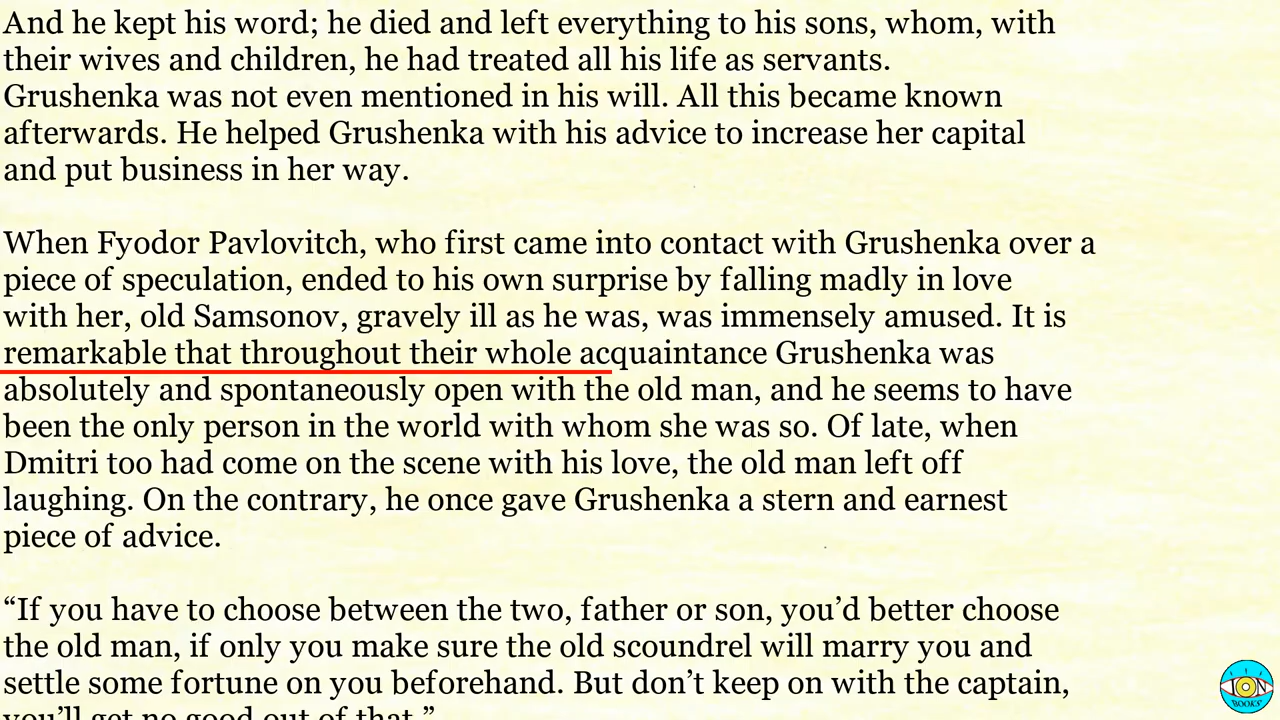 And he kept his word; he died and left everything to his sons, whom, with
their wives and children, he had treated all his life as servants.
Grushenka was not even mentioned in his will. All this became known
afterwards. He helped Grushenka with his advice to increase her capital
and put business in her way.
When Fyodor Pavlovitch, who first came into contact with Grushenka over a
piece of speculation, ended to his own surprise by falling madly in love
with her, old Samsonov, gravely ill as he was, was immensely amused. It is
remarkable that throughout their whole acquaintance Grushenka was
absolutely and spontaneously open with the old man, and he seems to have
been the only person in the world with whom she was so. Of late, when
Dmitri too had come on the scene with his love, the old man left off
laughing. On the contrary, he once gave Grushenka a stern and earnest
piece of advice.
“If you have to choose between the two, father or son, you’d better choose
the old man, if only you make sure the old scoundrel will marry you and
settle some fortune on you beforehand. But don’t keep on with the captain,
you’ll get no good out of that.”
ION
BOOKS